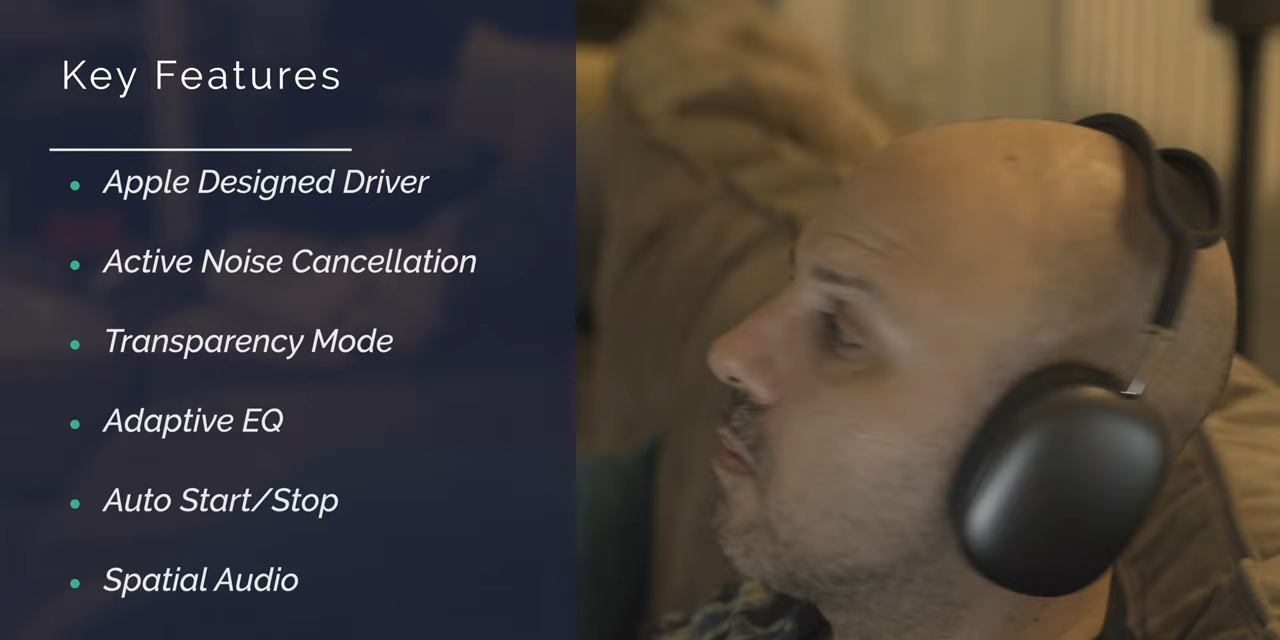 Key Features
Apple Designed Driver
Active Noise Cancellation
Transparency Mode
Adaptive EQ
Auto Start/Stop
Spatial Audio